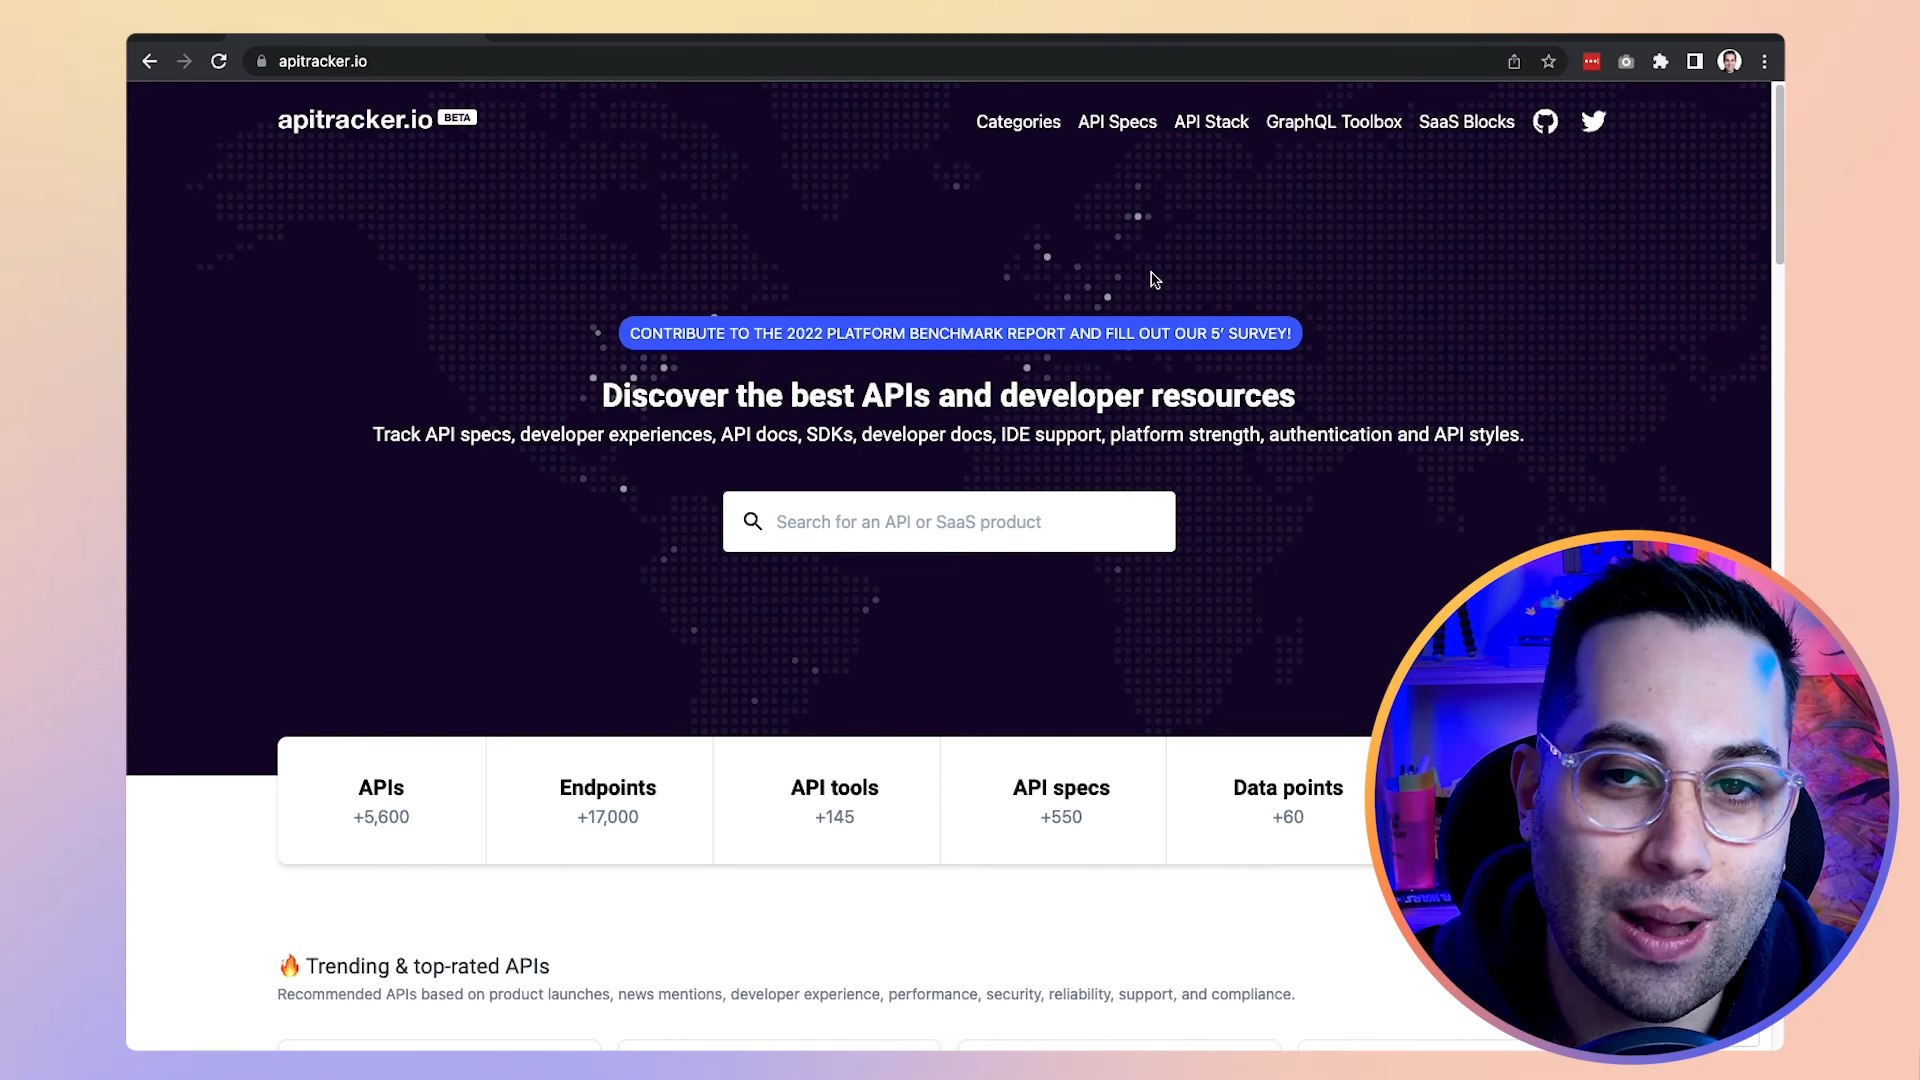 apitracker.io
apitracker.io BETA
Categories API Specs API Stack GraphQL Toolbox SaaS Blocks
CONTRIBUTE TO THE 2022 PLATFORM BENCHMARK REPORT AND FILL OUT OUR 5' SURVEY!
Discover the best APIs and developer resources
Track API specs, developer experiences, API docs, SDKs, developer docs, IDE support, platform strength, authentication and API styles.
Search for an API or SaaS product
APIs
+5,600
Endpoints
+17,000
API tools
+145
API specs
+550
Data points
+60
Trending & top-rated APIs
Recommended APIs based on product launches, news mentions, developer experience, performance, security, reliability, support, and compliance.